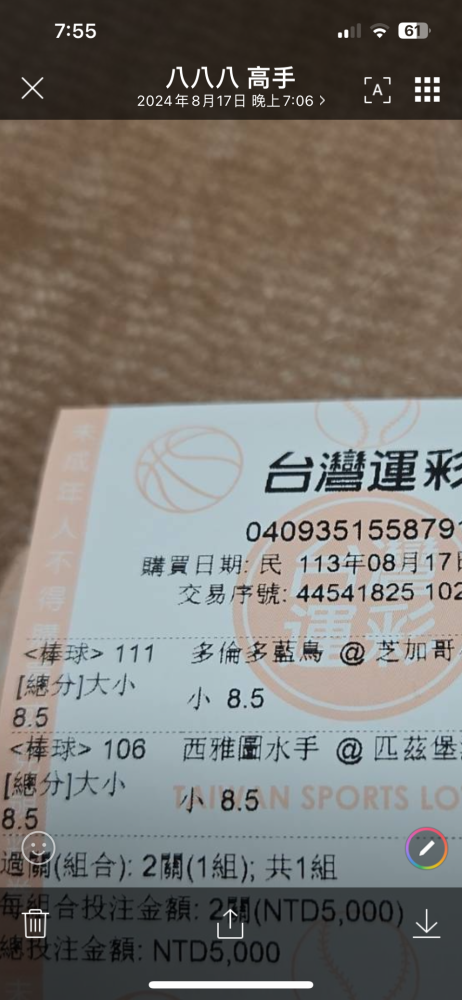 7:55
61
八八八 高手
2024年8月17日 晚上7:06
A
台灣運彩
0409351558791
購買日期: 民 113年08月17
交易序號: 44541825 102
<棒球> 111 多倫多藍鳥 @ 芝加哥
[總分]大小 小 8.5
8.5
<棒球> 106 西雅圖水手 @ 匹茲堡
[總分]大小 小 8.5
8.5
TAIWAN SPORTS LO
過關(組合): 2關(1組); 共1組
每組合投注金額: 2關(NTD5,000)
總投注金額: NTD5,000